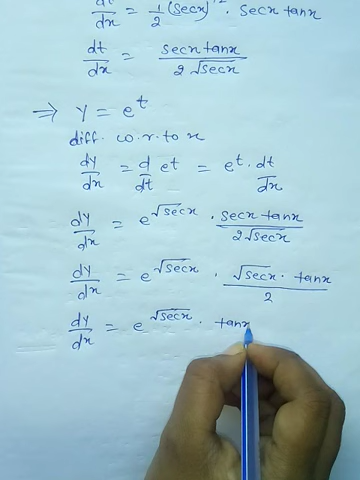 dt/dx = 1/2 (secx)^-1/2 . secx tanx
dt/dx = secx tanx / 2√secx
⇒ y = e^t
diff. w.r.to x
dy/dx = d/dt e^t = e^t . dt/dx
dy/dx = e^√secx . secx tanx / 2√secx
dy/dx = e^√secx . √secx . tanx / 2
dy/dx = e^√secx . tanx